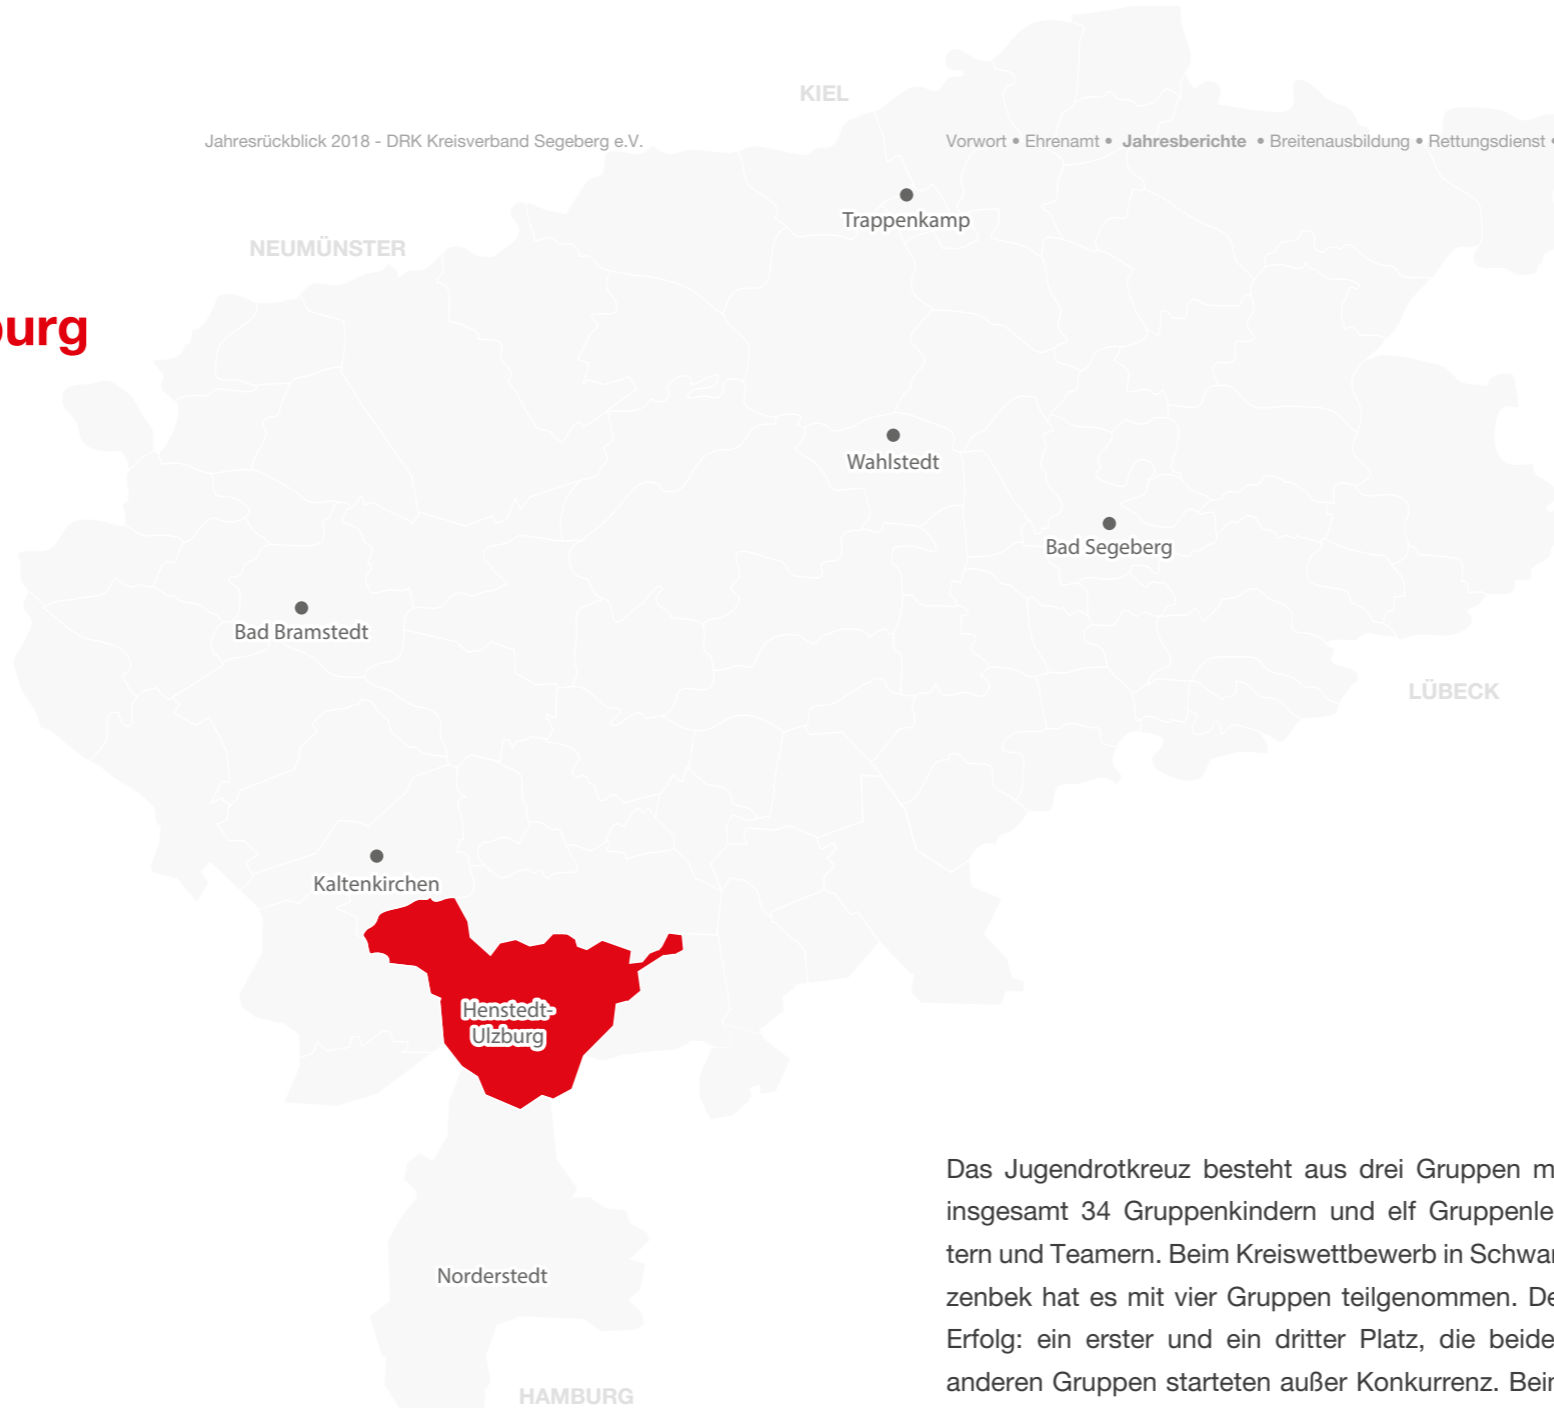 KIEL
Jahresrückblick 2018 - DRK Kreisverband Segeberg e.V.
Vorwort • Ehrenamt • Jahresberichte • Breitenausbildung • Rettungsdienst •
Trappenkamp
NEUMÜNSTER
urg
Wahlstedt
Bad Segeberg
Bad Bramstedt
LÜBECK
Kaltenkirchen
Henstedt-
Ulzburg
Norderstedt
HAMBURG
Das Jugendrotkreuz besteht aus drei Gruppen m
insgesamt 34 Gruppenkindern und elf Gruppenle
tern und Teamern. Beim Kreiswettbewerb in Schwar
zenbek hat es mit vier Gruppen teilgenommen. De
Erfolg: ein erster und ein dritter Platz, die beide
anderen Gruppen starteten außer Konkurrenz. Beim